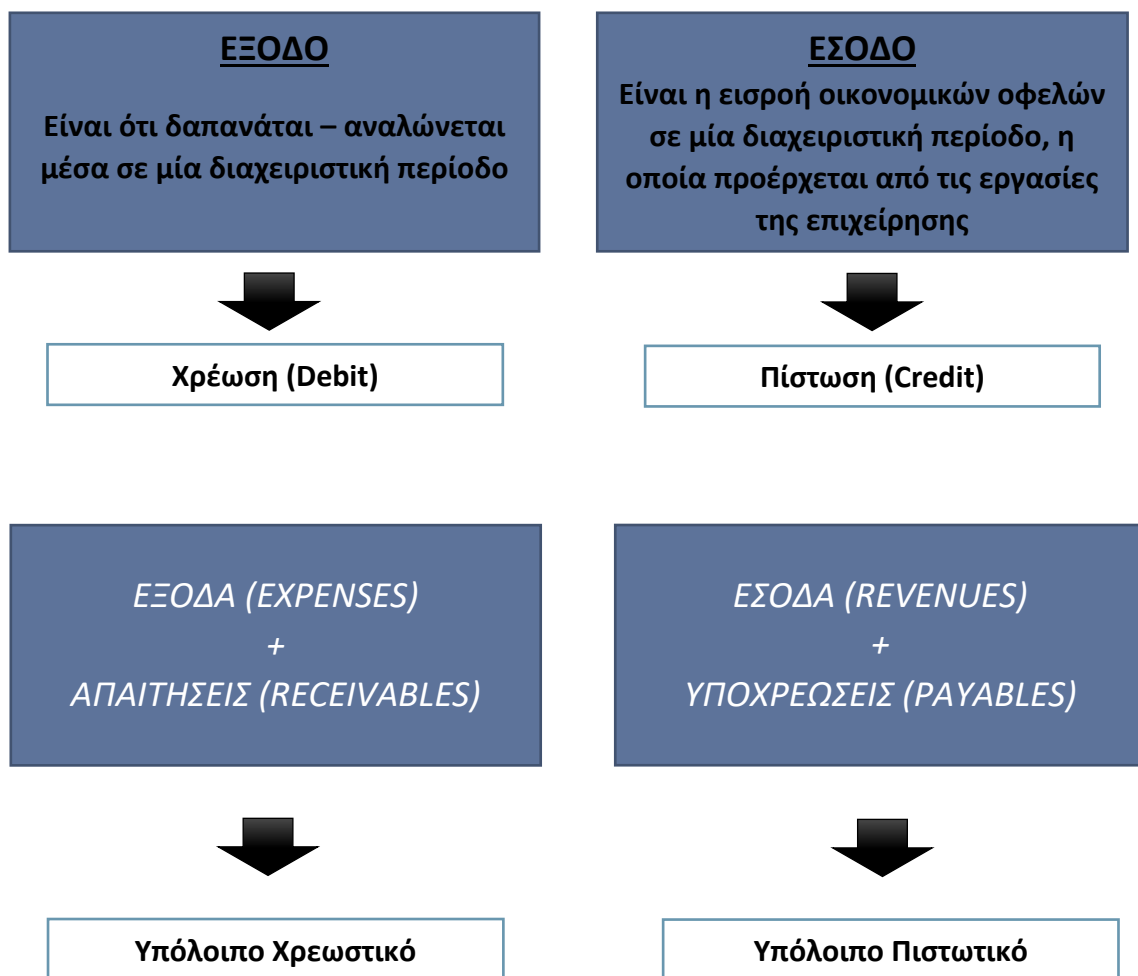 ΕΞΟΔΟ
Είναι ότι δαπανάται – αναλώνεται
μέσα σε μία διαχειριστική περίοδο
ΕΣΟΔΟ
Είναι η εισροή οικονομικών οφελών
σε μία διαχειριστική περίοδο, η
οποία προέρχεται από τις εργασίες
της επιχείρησης
Χρέωση (Debit)
Πίστωση (Credit)
ΕΞΟΔΑ (EXPENSES)
+
ΑΠΑΙΤΗΣΕΙΣ (RECEIVABLES)
ΕΣΟΔΑ (REVENUES)
+
ΥΠΟΧΡΕΩΣΕΙΣ (PAYABLES)
Υπόλοιπο Χρεωστικό
Υπόλοιπο Πιστωτικό